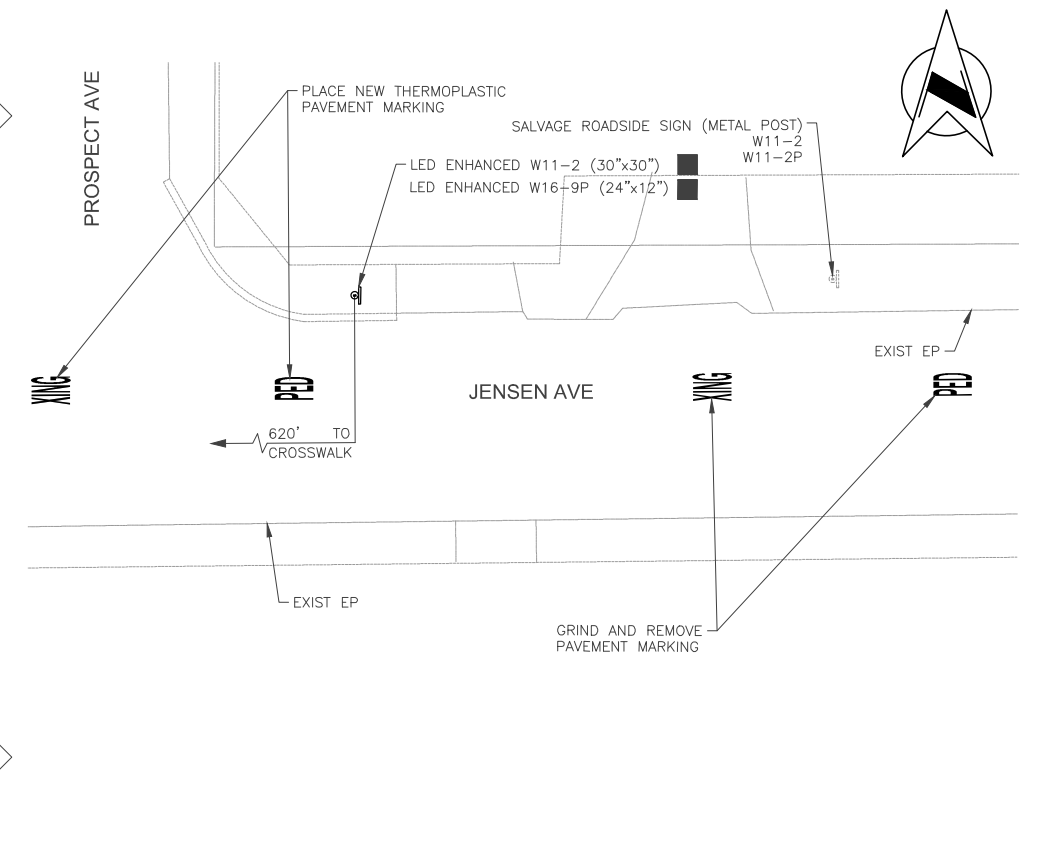 PROSPECT AVE
PLACE NEW THERMOPLASTIC
PAVEMENT MARKING
SALVAGE ROADSIDE SIGN (METAL POST)
W11-2
W11-2P
LED ENHANCED W11-2 (30"x30")
LED ENHANCED W16-9P (24"x12")
EXIST EP
XING
PED
JENSEN AVE
XING
PED
620' TO
CROSSWALK
EXIST EP
GRIND AND REMOVE
PAVEMENT MARKING